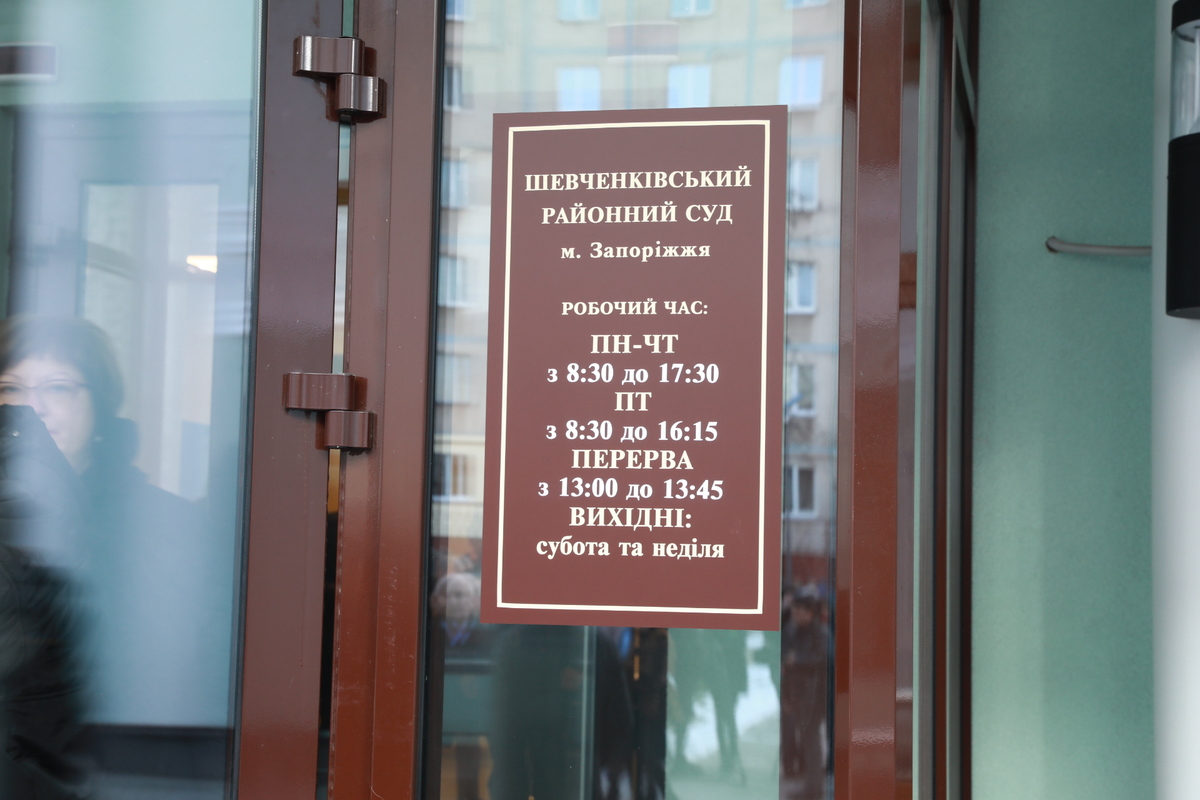 ШЕВЧЕНКІВСЬКИЙ
РАЙОННИЙ СУД
м. Запоріжжя
РОБОЧИЙ ЧАС:
ПН-ЧТ
з 8:30 до 17:30
ПТ
з 8:30 до 16:15
ПЕРЕРВА
з 13:00 до 13:45
ВИХІДНІ:
субота та неділя